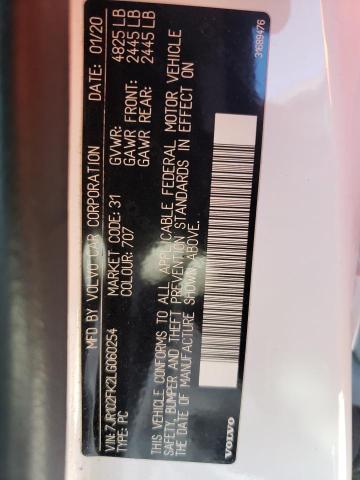 MFD BY VOLVO CAR CORPORATION DATE: 01/20
VIN: 7JR102FK2LG060254
MARKET CODE: 31
TYPE: PC
COLOUR: 707
GVWR: 4825 LB
GAWR FRONT: 2445 LB
GAWR REAR: 2445 LB
THIS VEHICLE CONFORMS TO ALL APPLICABLE FEDERAL MOTOR VEHICLE
SAFETY, BUMPER AND THEFT PREVENTION STANDARDS IN EFFECT ON
THE DATE OF MANUFACTURE SHOWN ABOVE.
VOLVO
31689476